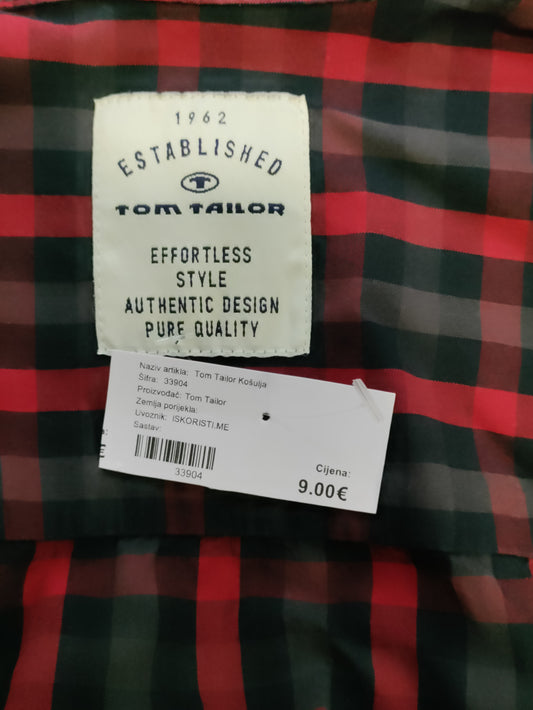 1962
ESTABLISHED
T
TOM TAILOR
EFFORTLESS
STYLE
AUTHENTIC DESIGN
PURE QUALITY
Naziv artikla: Tom Tailor Košulja
Šifra: 33904
Proizvođač: Tom Tailor
Zemlja porijekla:
Uvoznik: ISKORISTI.ME
Sastav:
33904
Cijena:
9.00€
€